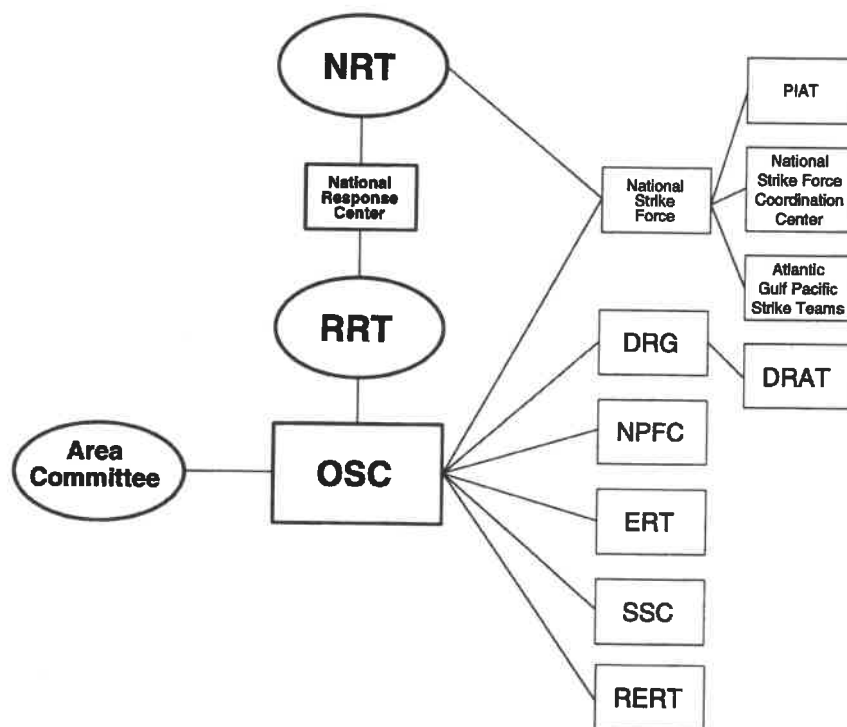 NRT
PIAT
National
Response
Center
National
Strike
Force
National
Strike Force
Coordination
Center
Atlantic
Gulf Pacific
Strike Teams
RRT
DRG
DRAT
NPFC
Area
Committee
OSC
ERT
SSC
RERT